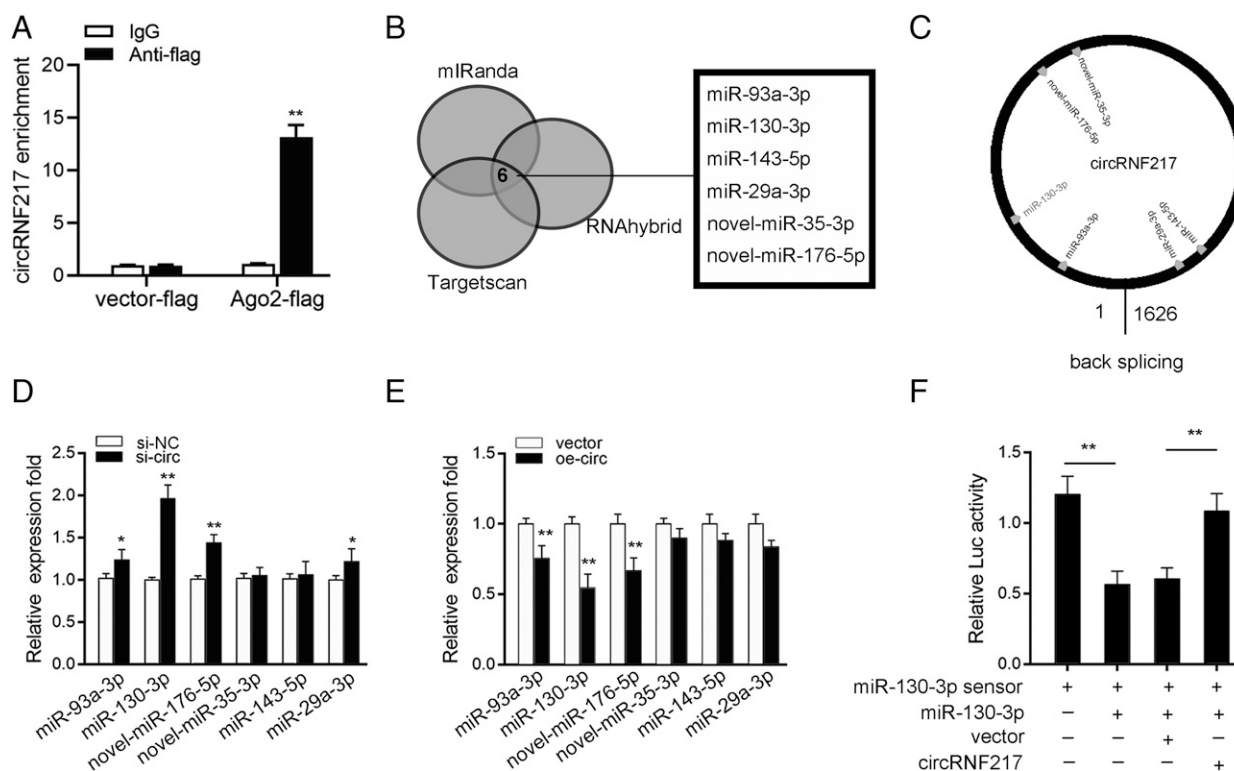 A
IgG
Anti-flag
circRNF217 enrichment
20
15
10
5
0
**
vector-flag
Ago2-flag
B
mIRanda
6
RNAhybrid
Targetscan
miR-93a-3p
miR-130-3p
miR-143-5p
miR-29a-3p
novel-miR-35-3p
novel-miR-176-5p
C
novel-miR-35-3p
novel-miR-176-5p
circRNF217
miR-130-3p
miR-93a-3p
miR-29a-3p
miR-143-5p
1
1626
back splicing
D
si-NC
si-circ
Relative expression fold
2.5
2.0
1.5
1.0
0.5
0.0
*
**
**
*
miR-93a-3p
miR-130-3p
novel-miR-176-5p
novel-miR-35-3p
miR-143-5p
miR-29a-3p
E
vector
oe-circ
Relative expression fold
1.5
1.0
0.5
0.0
**
**
**
miR-93a-3p
miR-130-3p
novel-miR-176-5p
novel-miR-35-3p
miR-143-5p
miR-29a-3p
F
Relative Luc activity
1.5
1.0
0.5
0.0
**
**
miR-130-3p sensor + + + +
miR-130-3p − + + +
vector − − + −
circRNF217 − − − +